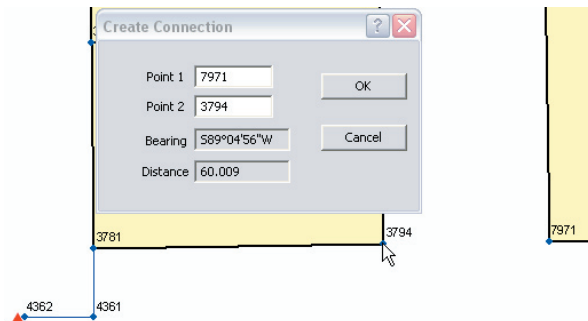 Create Connection
Point 1 7971
OK
Point 2 3794
Bearing S89°04'56"W
Cancel
Distance 60.009
3781
3794
7971
4362
4361